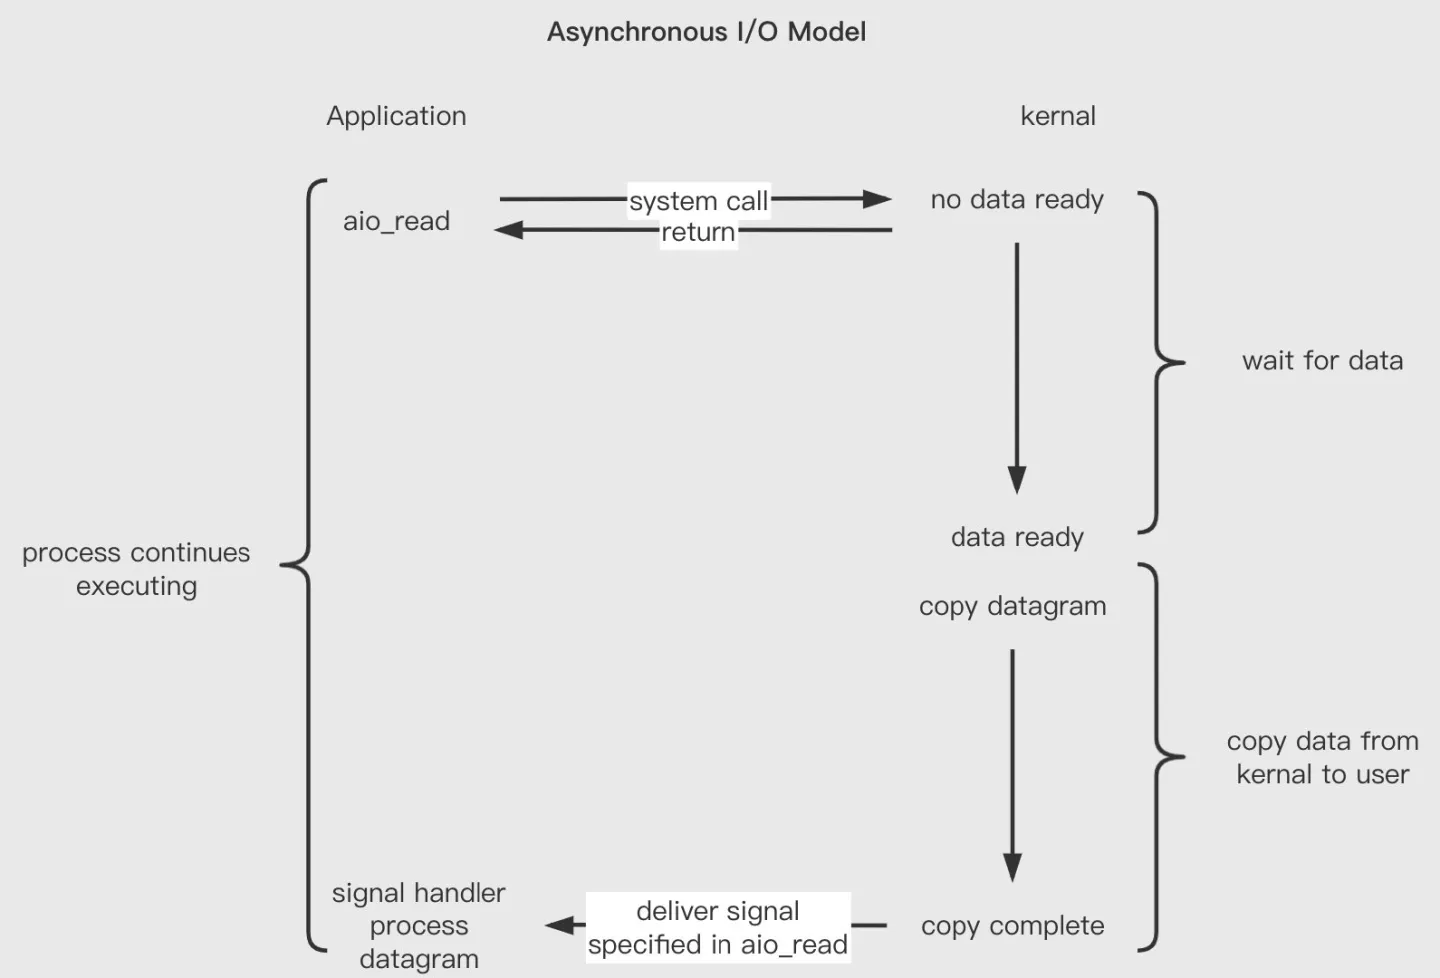 Asynchronous I/O Model
Application
kernal
aio_read
system call
return
no data ready
wait for data
data ready
process continues
executing
copy datagram
copy data from
kernal to user
signal handler
process
datagram
deliver signal
specified in aio_read
copy complete